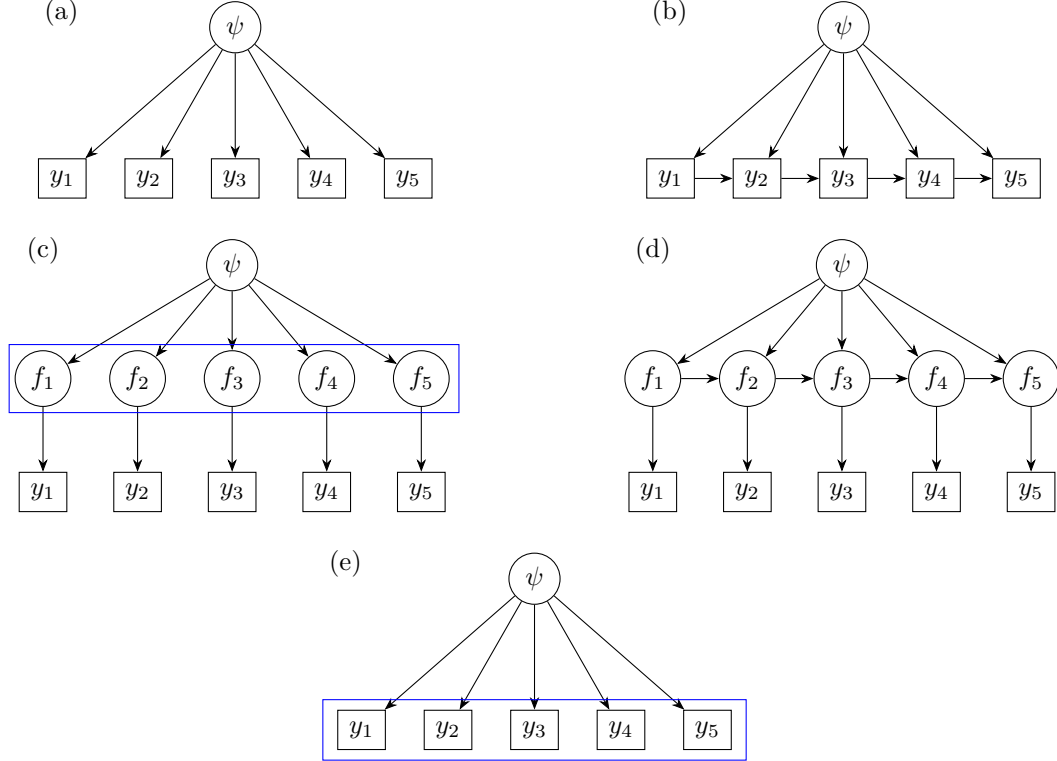 (a)
ψ
y₁ y₂ y₃ y₄ y₅
(b)
ψ
y₁ y₂ y₃ y₄ y₅
(c)
ψ
f₁ f₂ f₃ f₄ f₅
y₁ y₂ y₃ y₄ y₅
(d)
ψ
f₁ f₂ f₃ f₄ f₅
y₁ y₂ y₃ y₄ y₅
(e)
ψ
y₁ y₂ y₃ y₄ y₅